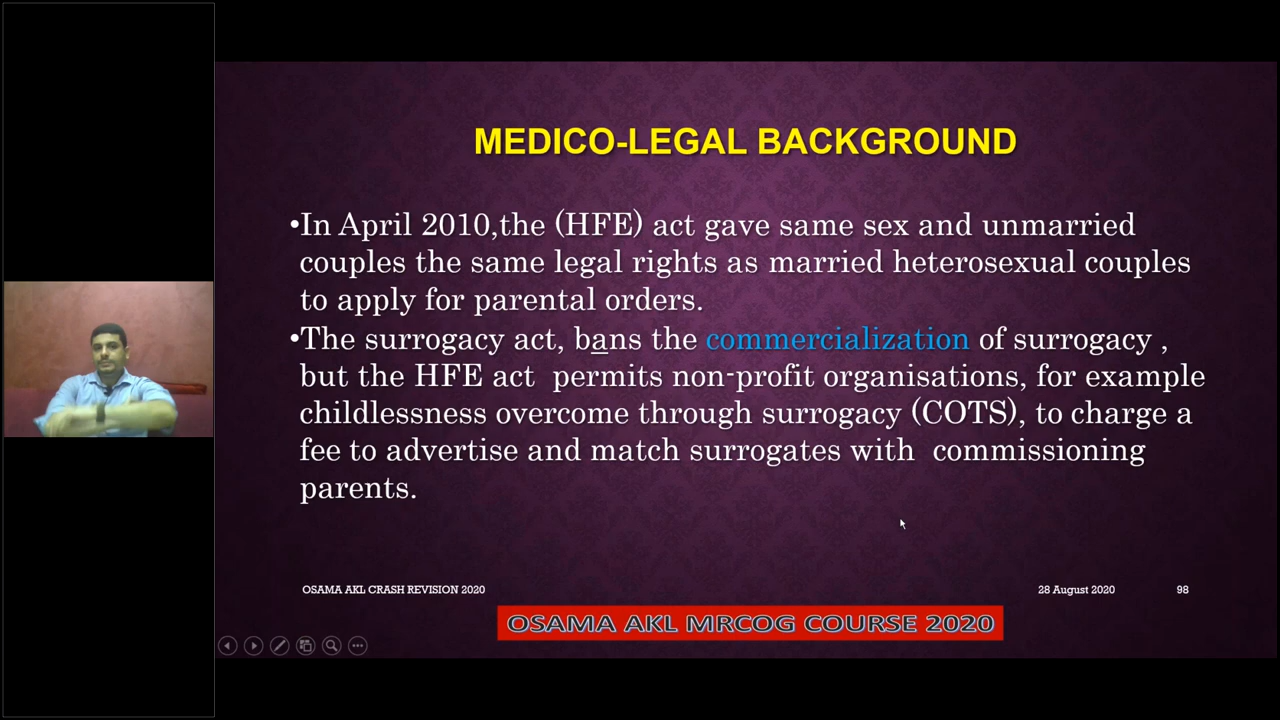 MEDICO-LEGAL BACKGROUND
•In April 2010,the (HFE) act gave same sex and unmarried
couples the same legal rights as married heterosexual couples
to apply for parental orders.
•The surrogacy act, bans the commercialization of surrogacy ,
but the HFE act permits non-profit organisations, for example
childlessness overcome through surrogacy (COTS), to charge a
fee to advertise and match surrogates with commissioning
parents.
OSAMA AKL CRASH REVISION 2020
28 August 2020
98
OSAMA AKL MRCOG COURSE 2020